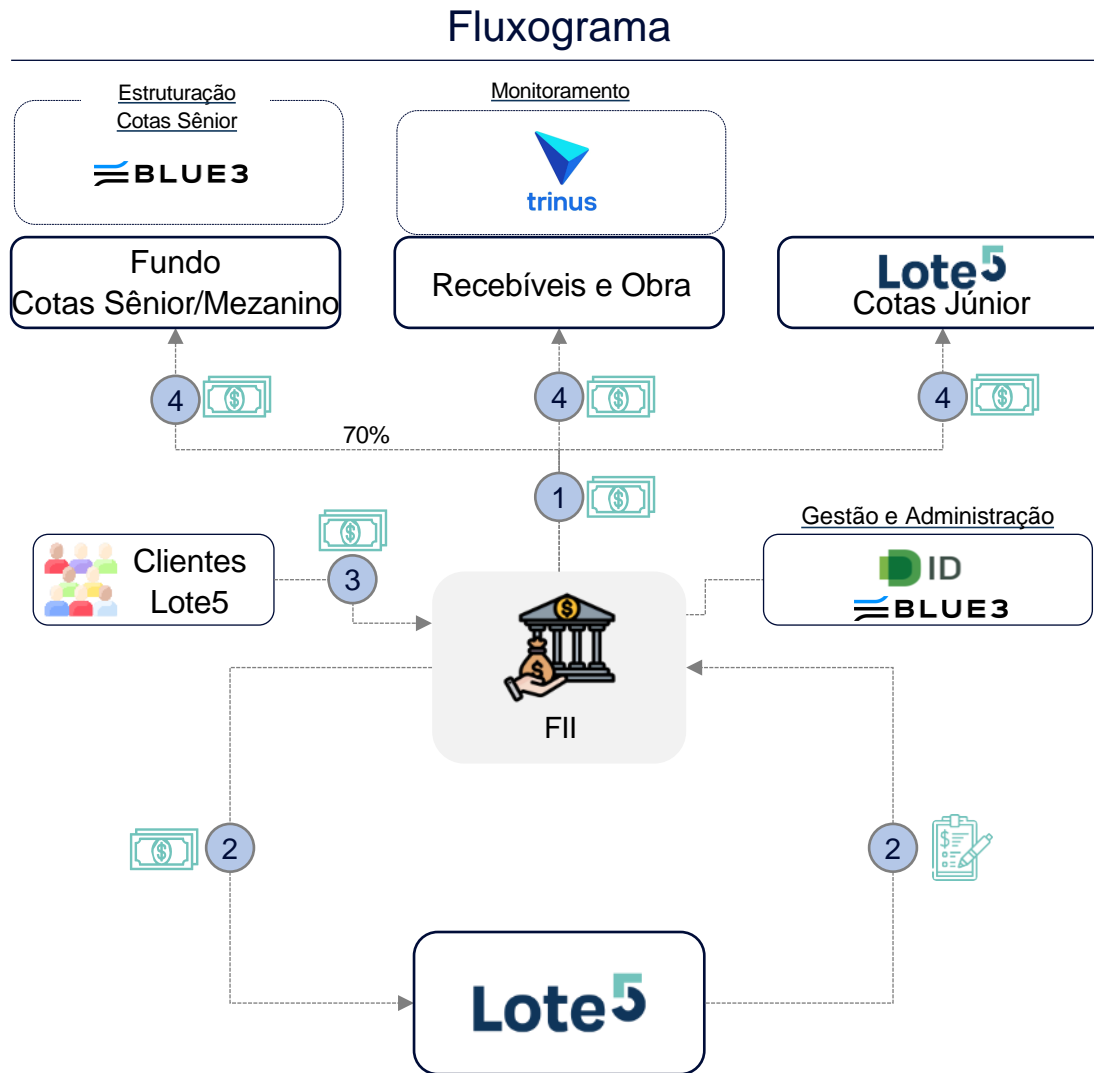 Fluxograma
Estruturação
Cotas Sênior
BLUE3
Monitoramento
trinus
Fundo
Cotas Sênior/Mezanino
Recebíveis e Obra
Lote5
Cotas Júnior
4
4
4
70%
1
Gestão e Administração
Clientes
Lote5
3
ID
BLUE3
FII
2
2
Lote5